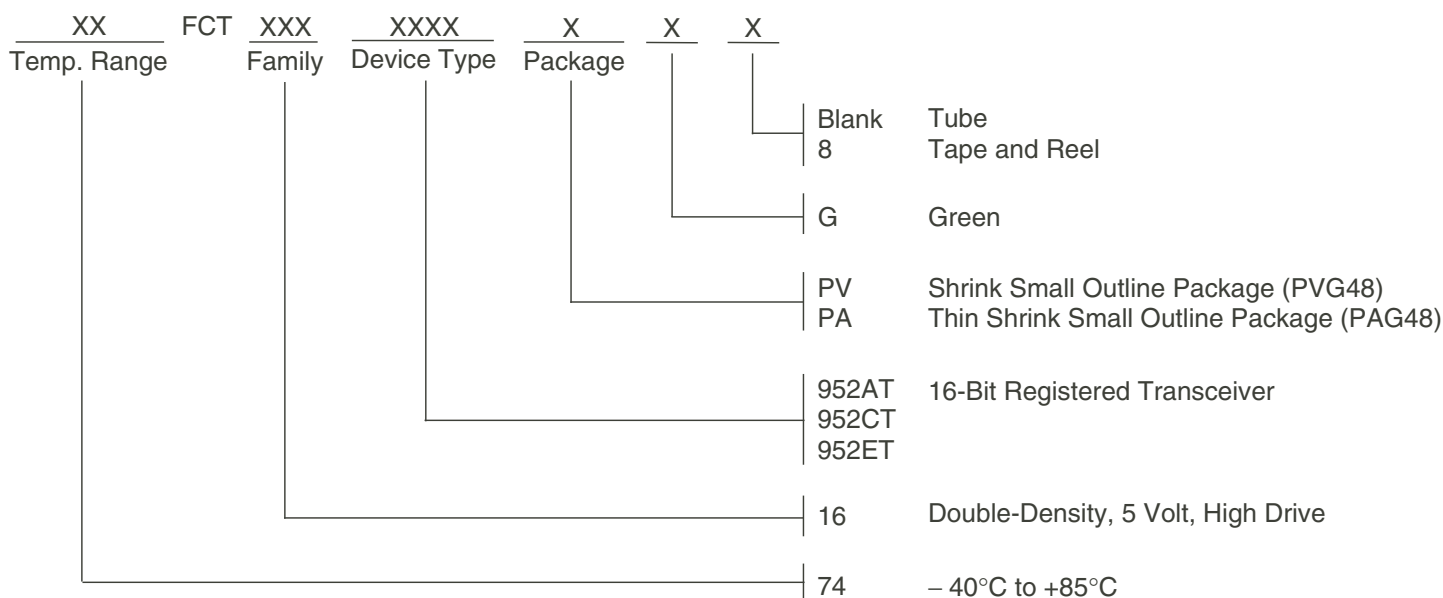 XX FCT XXX XXXX X X X
Temp. Range Family Device Type Package
Blank Tube
8 Tape and Reel
G Green
PV Shrink Small Outline Package (PVG48)
PA Thin Shrink Small Outline Package (PAG48)
952AT 16-Bit Registered Transceiver
952CT
952ET
16 Double-Density, 5 Volt, High Drive
74 – 40°C to +85°C